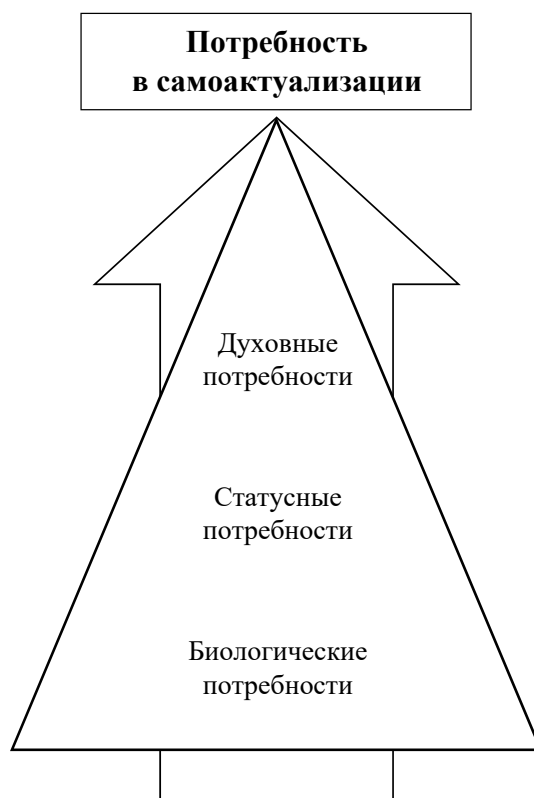 Потребность
в самоактуализации
Духовные
потребности
Статусные
потребности
Биологические
потребности